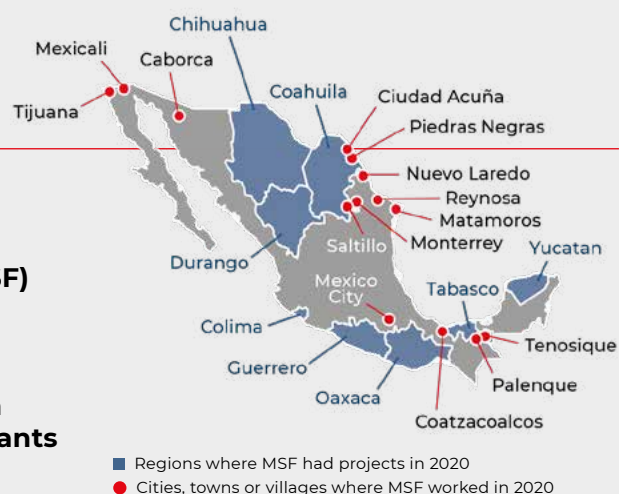 Chihuahua
Mexicali
Caborca
Coahuila
Ciudad Acuña
Tijuana
Piedras Negras
Nuevo Laredo
Reynosa
Matamoros
Monterrey
Saltillo
Yucatan
Durango
Mexico
City
Tabasco
Colima
Tenosique
Guerrero
Palenque
Oaxaca
Coatzacoalcos
F)
ants
Regions where MSF had projects in 2020
Cities, towns or villages where MSF worked in 2020